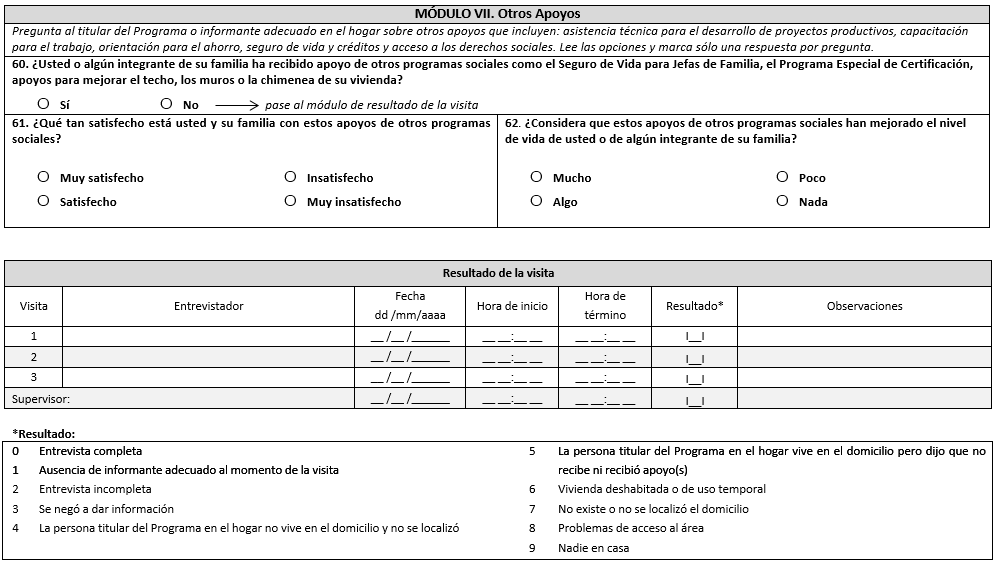 MÓDULO VII. Otros Apoyos
Pregunta al titular del Programa o informante adecuado en el hogar sobre otros apoyos que incluyen: asistencia técnica para el desarrollo de proyectos productivos, capacitación
para el trabajo, orientación para el ahorro, seguro de vida y créditos y acceso a los derechos sociales. Lee las opciones y marca sólo una respuesta por pregunta.
60. ¿Usted o algún integrante de su familia ha recibido apoyo de otros programas sociales como el Seguro de Vida para Jefas de Familia, el Programa Especial de Certificación,
apoyos para mejorar el techo, los muros o la chimenea de su vivienda?
Sí No pase al módulo de resultado de la visita
61. ¿Qué tan satisfecho está usted y su familia con estos apoyos de otros programas
sociales?
Muy satisfecho Insatisfecho
Satisfecho Muy insatisfecho
62. ¿Considera que estos apoyos de otros programas sociales han mejorado el nivel
de vida de usted o de algún integrante de su familia?
Mucho Poco
Algo Nada
Resultado de la visita
Visita Entrevistador Fecha dd /mm/aaaa Hora de inicio Hora de término Resultado* Observaciones
1 __ /__ /______ __ __:__ __ __ __:__ __ I__I
2 __ /__ /______ __ __:__ __ __ __:__ __ I__I
3 __ /__ /______ __ __:__ __ __ __:__ __ I__I
Supervisor: __ /__ /______ __ __:__ __ __ __:__ __ I__I
*Resultado:
0 Entrevista completa
1 Ausencia de informante adecuado al momento de la visita
2 Entrevista incompleta
3 Se negó a dar información
4 La persona titular del Programa en el hogar no vive en el domicilio y no se localizó
5 La persona titular del Programa en el hogar vive en el domicilio pero dijo que no
recibe ni recibió apoyo(s)
6 Vivienda deshabitada o de uso temporal
7 No existe o no se localizó el domicilio
8 Problemas de acceso al área
9 Nadie en casa